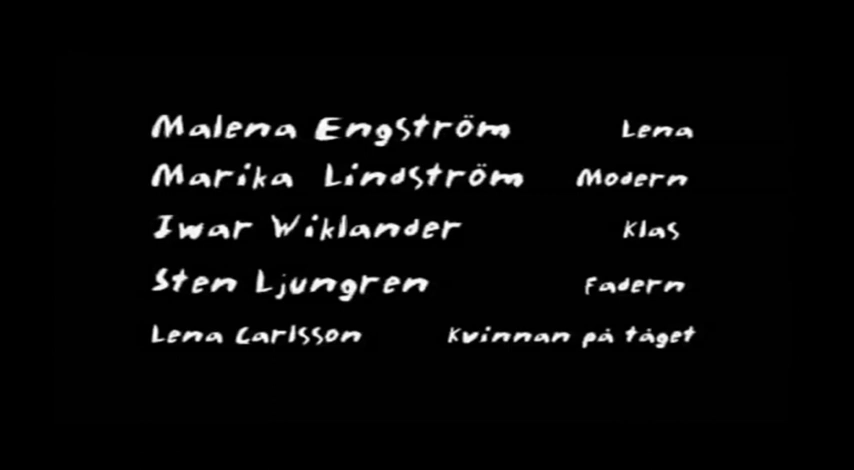 Malena Engström Lena
Marika Lindström Modern
Iwar Wiklander Klas
Sten Ljungren Fadern
Lena Carlsson Kvinnan på tåget